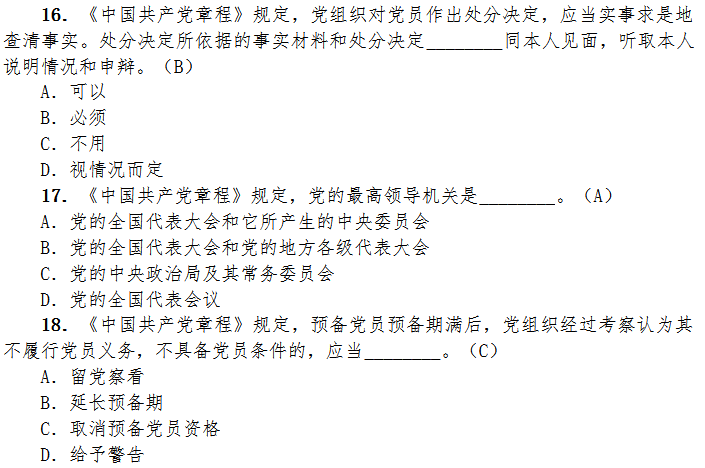 16. 《中国共产党章程》规定，党组织对党员作出处分决定，应当实事求是地
查清事实。处分决定所依据的事实材料和处分决定________同本人见面，听取本人
说明情况和申辩。（B）
A. 可以
B. 必须
C. 不用
D. 视情况而定
17. 《中国共产党章程》规定，党的最高领导机关是________。（A）
A. 党的全国代表大会和它所产生的中央委员会
B. 党的全国代表大会和党的地方各级代表大会
C. 党的中央政治局及其常务委员会
D. 党的全国代表会议
18. 《中国共产党章程》规定，预备党员预备期满后，党组织经过考察认为其
不履行党员义务，不具备党员条件的，应当________。（C）
A. 留党察看
B. 延长预备期
C. 取消预备党员资格
D. 给予警告